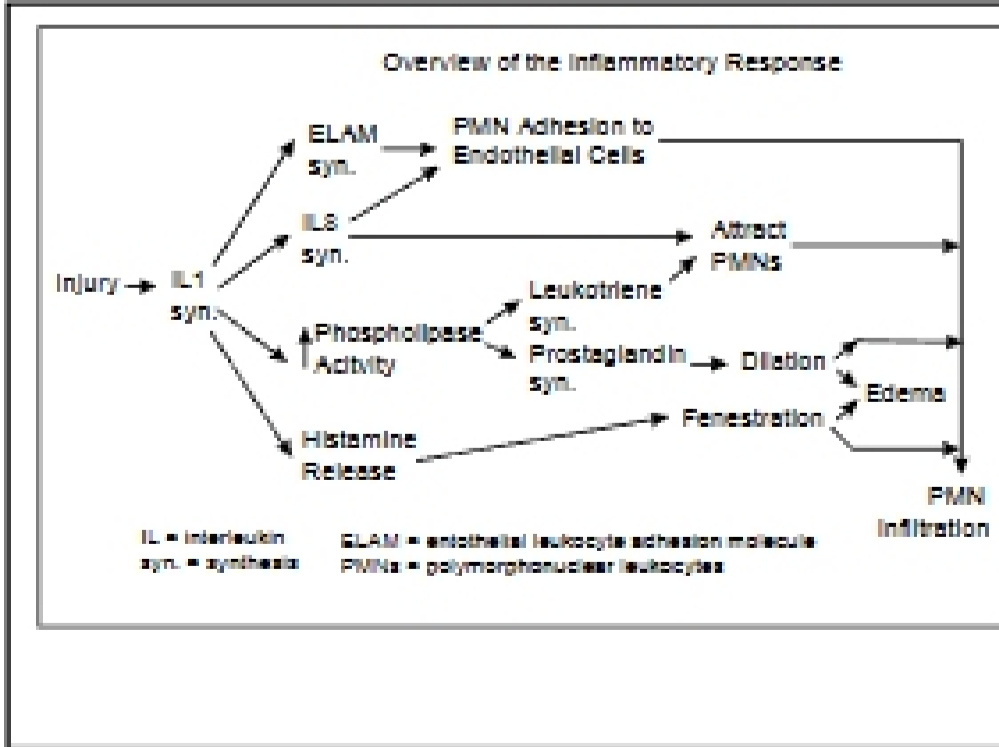 Overview of the Inflammatory Response
ELAM
syn.
PMN Adhesion to
Endothelial Cells
IL8
syn.
Attract
PMNs
Injury
IL1
syn.
Leukotriene
syn.
Phospholipase
Acitvity
Prostaglandin
syn.
Dilation
Edema
Fenestration
Histamine
Release
PMN
Infiltration
IL = interleukin
syn. = synthesis
ELAM = entothelial leukocyte adhesion molecule
PMNs = polymorphonuclear leukocytes